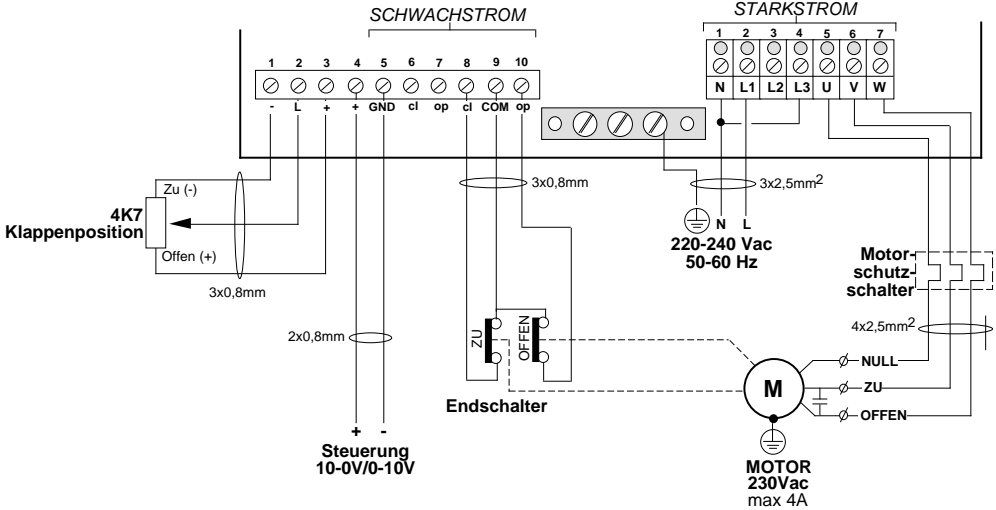 SCHWACHSTROM
STARKSTROM
1 2 3 4 5 6 7 8 9 10
- L + + GND cl op cl COM op
1 2 3 4 5 6 7
N L1 L2 L3 U V W
Zu (-)
4K7
Klappenposition
Offen (+)
3x0,8mm
3x0,8mm
3x2,5mm2
N L
220-240 Vac
50-60 Hz
Motor-
schutz-
schalter
4x2,5mm2
2x0,8mm
ZU
OFFEN
Endschalter
NULL
ZU
OFFEN
M
+ -
Steuerung
10-0V/0-10V
MOTOR
230Vac
max 4A